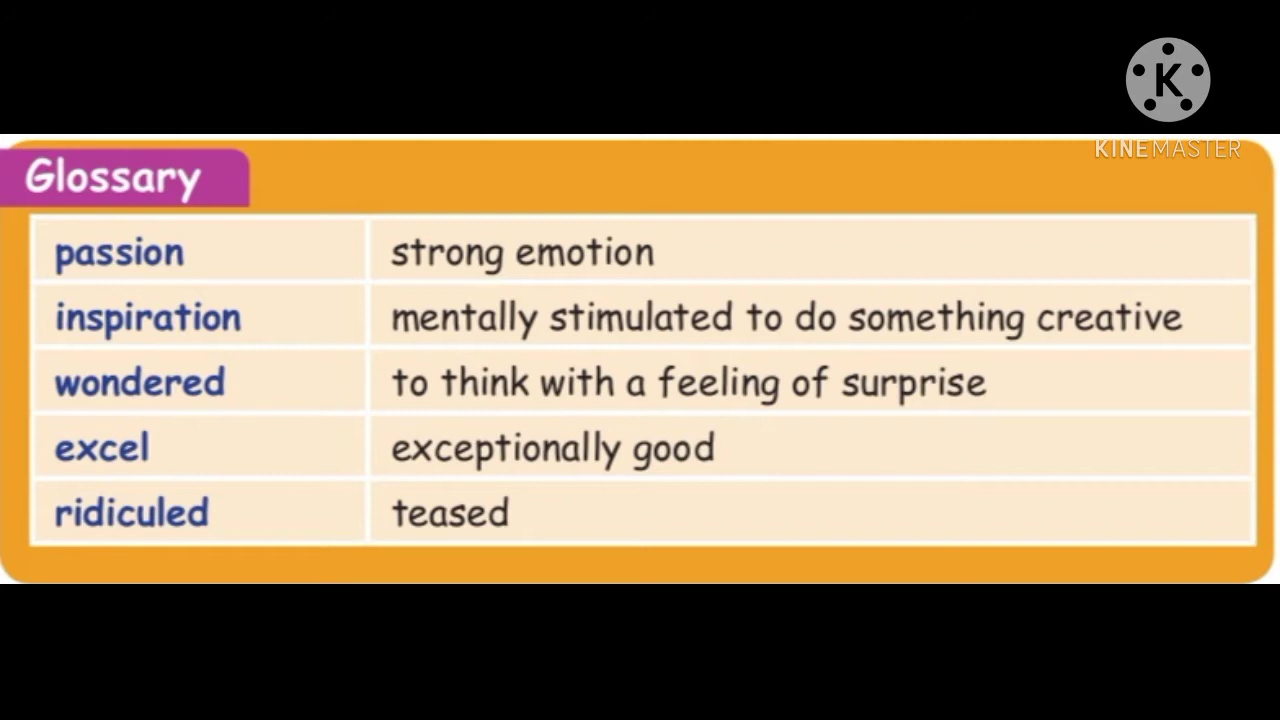 K
KINEMASTER
Glossary
passion strong emotion
inspiration mentally stimulated to do something creative
wondered to think with a feeling of surprise
excel exceptionally good
ridiculed teased